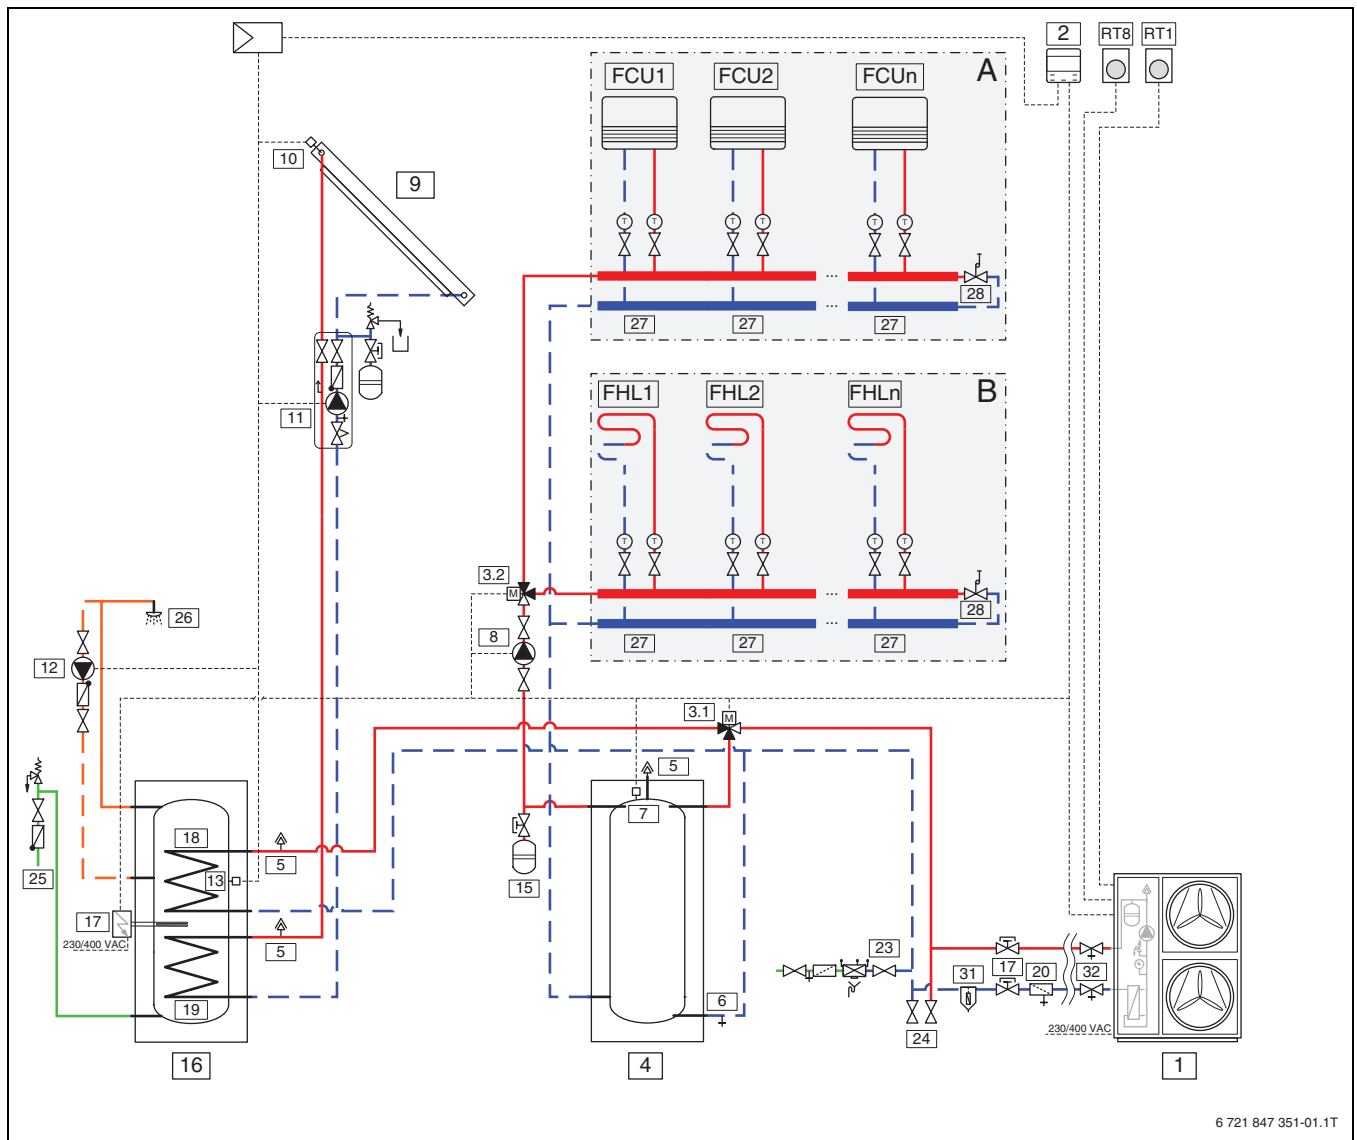 2
RT8
RT1
A
FCU1
FCU2
FCUn
10
9
T
T
T
T
T
T
...
...
28
27
27
27
B
FHL1
FHL2
FHLn
11
T
T
T
T
T
T
3.2
M
...
...
28
26
8
27
27
27
12
3.1
M
5
7
18
5
13
25
15
17
230/400 VAC
5
23
31
17
20
32
19
6
24
230/400 VAC
16
4
1
6 721 847 351-01.1T